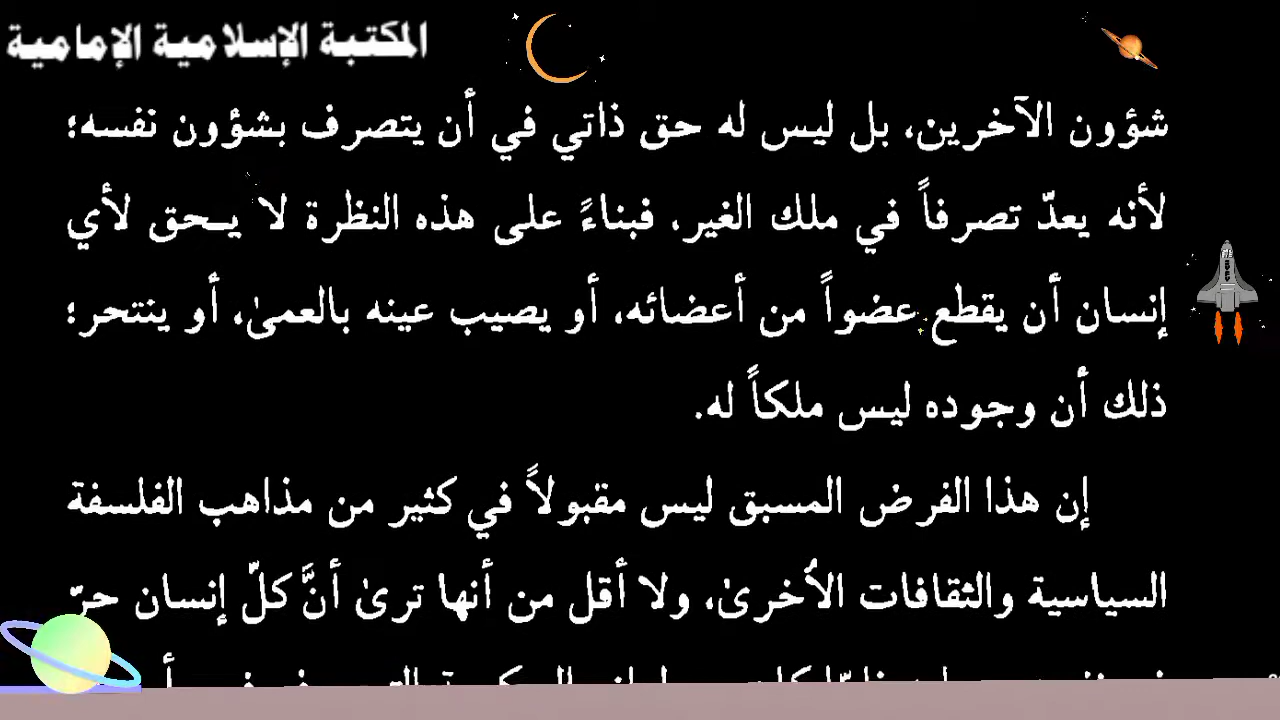 المكتبة الإسلامية الإمامية
شؤون الآخرين، بل ليس له حق ذاتي في أن يتصرف بشؤون نفسه؛
لأنه يعدّ تصرفاً في ملك الغير، فبناءً على هذه النظرة لا يـحق لأي
إنسان أن يقطع عضواً من أعضائه، أو يصيب عينه بالعمىٰ، أو ينتحر؛
ذلك أن وجوده ليس ملكاً له.
إن هذا الفرض المسبق ليس مقبولاً في كثير من مذاهب الفلسفة
السياسية والثقافات الأُخرىٰ، ولا أقل من أنها ترىٰ أنَّ كلّ إنسان حرّ